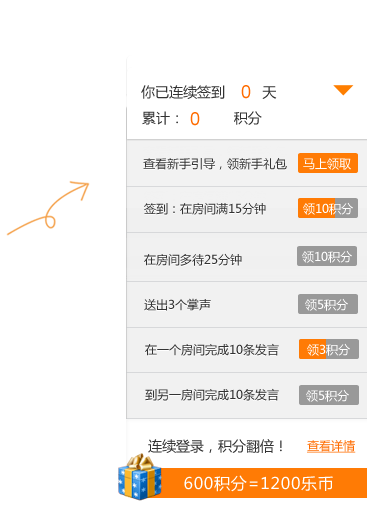 你已连续签到 0 天
累计：0 积分
查看新手引导，领新手礼包 马上领取
签到：在房间满15分钟 领10积分
在房间多待25分钟 领10积分
送出3个掌声 领5积分
在一个房间完成10条发言 领3积分
到另一房间完成10条发言 领5积分
连续登录，积分翻倍！ 查看详情
600积分=1200乐币